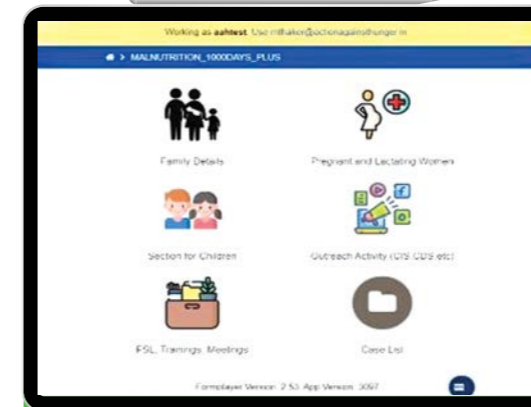 Working as aahtest. Use mthaker@actionagainsthunger.in
> MALNUTRITION_1000DAYS_PLUS
Family Details
Pregnant and Lactating Women
Section for Children
Outreach Activity (CIS,CDS etc)
FSL, Trainings, Meetings
Case List
Formplayer Version: 2.53 App Version: 3097